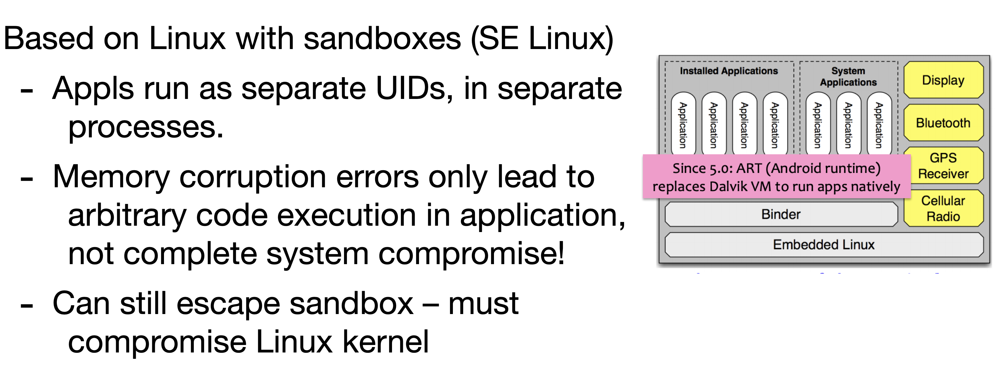 Based on Linux with sandboxes (SE Linux)
- Appls run as separate UIDs, in separate
processes.
- Memory corruption errors only lead to
arbitrary code execution in application,
not complete system compromise!
- Can still escape sandbox – must
compromise Linux kernel
Installed Applications
Application
Application
Application
Application
System
Applications
Application
Application
Application
Display
Bluetooth
GPS
Receiver
Cellular
Radio
Since 5.0: ART (Android runtime)
replaces Dalvik VM to run apps natively
Binder
Embedded Linux